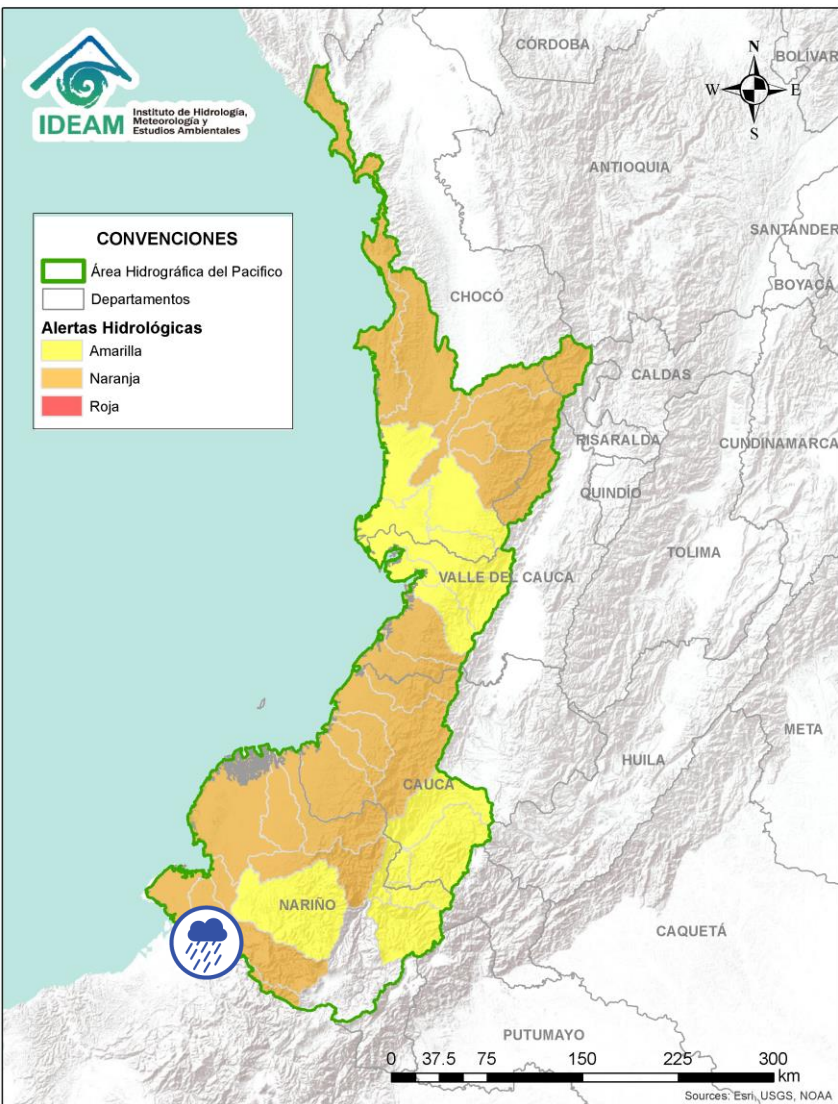 IDEAM
Instituto de Hidrología,
Meteorología y
Estudios Ambientales
CÓRDOBA
BOLÍVAR
N
W
E
S
ANTIOQUIA
SANTANDER
BOYACÁ
CONVENCIONES
Área Hidrográfica del Pacifico
Departamentos
Alertas Hidrológicas
Amarilla
Naranja
Roja
CHOCÓ
CALDAS
RISARALDA
CUNDINAMARCA
QUINDÍO
TOLIMA
VALLE DEL CAUCA
META
HUILA
CAUCA
NARIÑO
CAQUETÁ
PUTUMAYO
0 37.5 75 150 225 300
km
Sources: Esri, USGS, NOAA